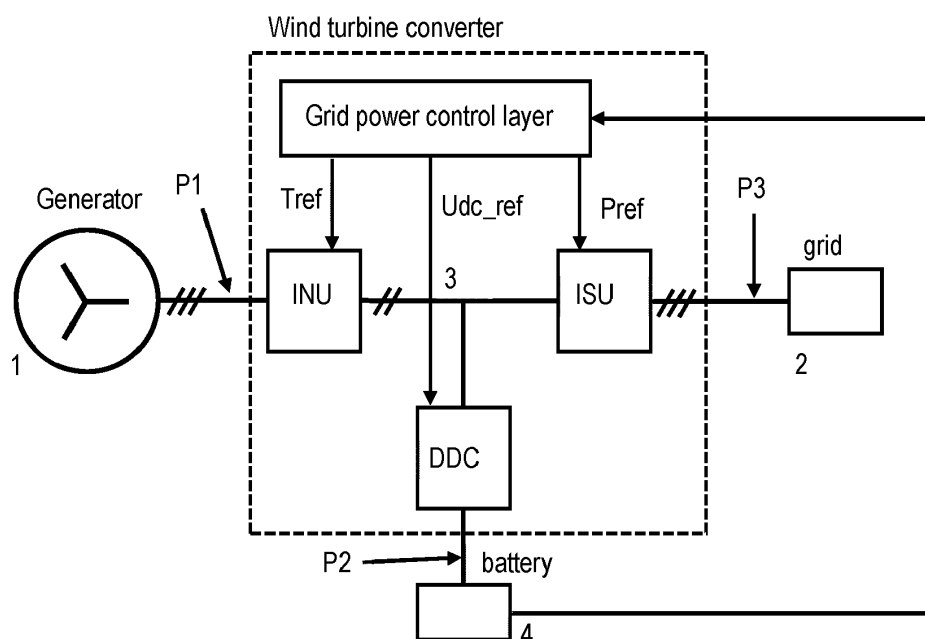 Wind turbine converter
Grid power control layer
P1
Generator
Tref
Udc_ref
Pref
P3
grid
3
INU
ISU
1
2
DDC
P2
battery
4